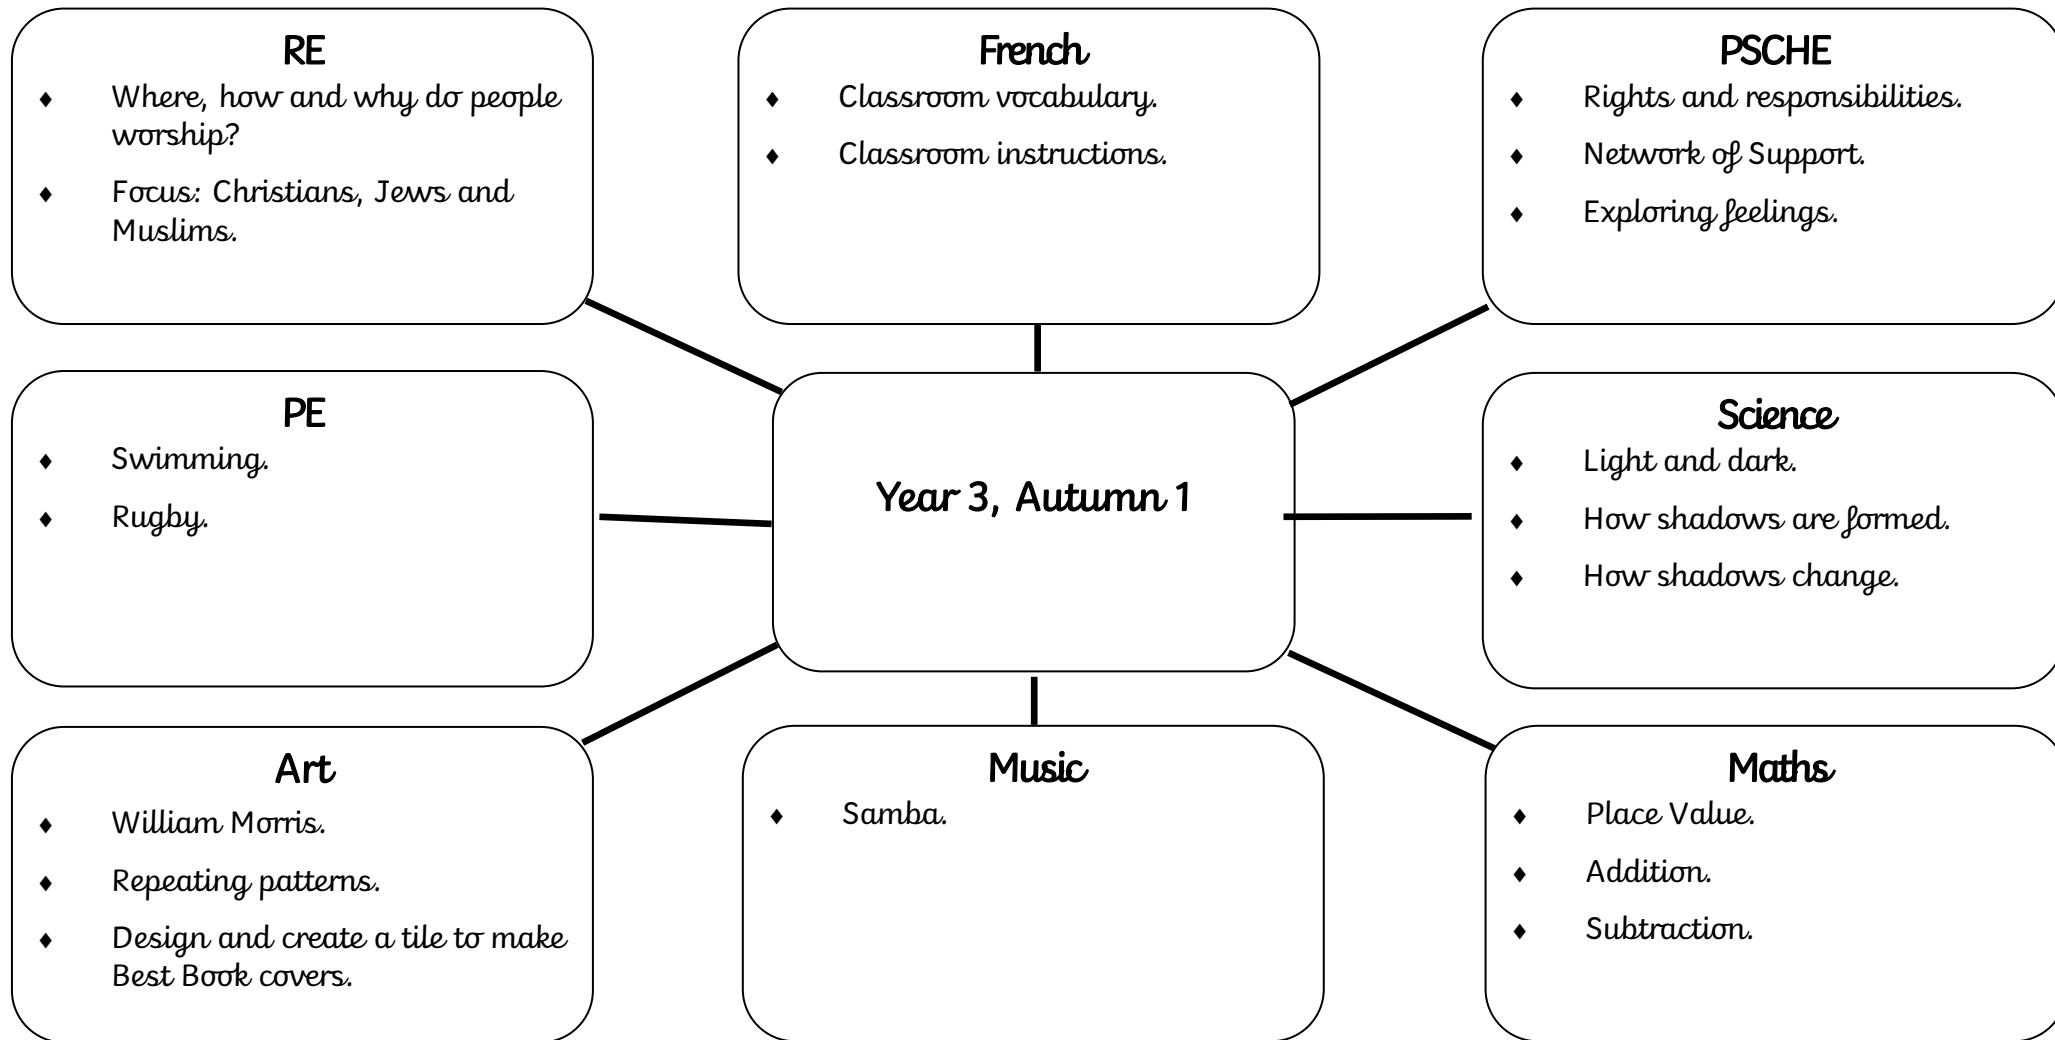 RE
♦ Where, how and why do people
worship?
♦ Focus: Christians, Jews and
Muslims.
French
♦ Classroom vocabulary.
♦ Classroom instructions.
PSCHE
♦ Rights and responsibilities.
♦ Network of Support.
♦ Exploring feelings.
PE
♦ Swimming.
♦ Rugby.
Year 3, Autumn 1
Science
♦ Light and dark.
♦ How shadows are formed.
♦ How shadows change.
Art
♦ William Morris.
♦ Repeating patterns.
♦ Design and create a tile to make
Best Book covers.
Music
♦ Samba.
Maths
♦ Place Value.
♦ Addition.
♦ Subtraction.